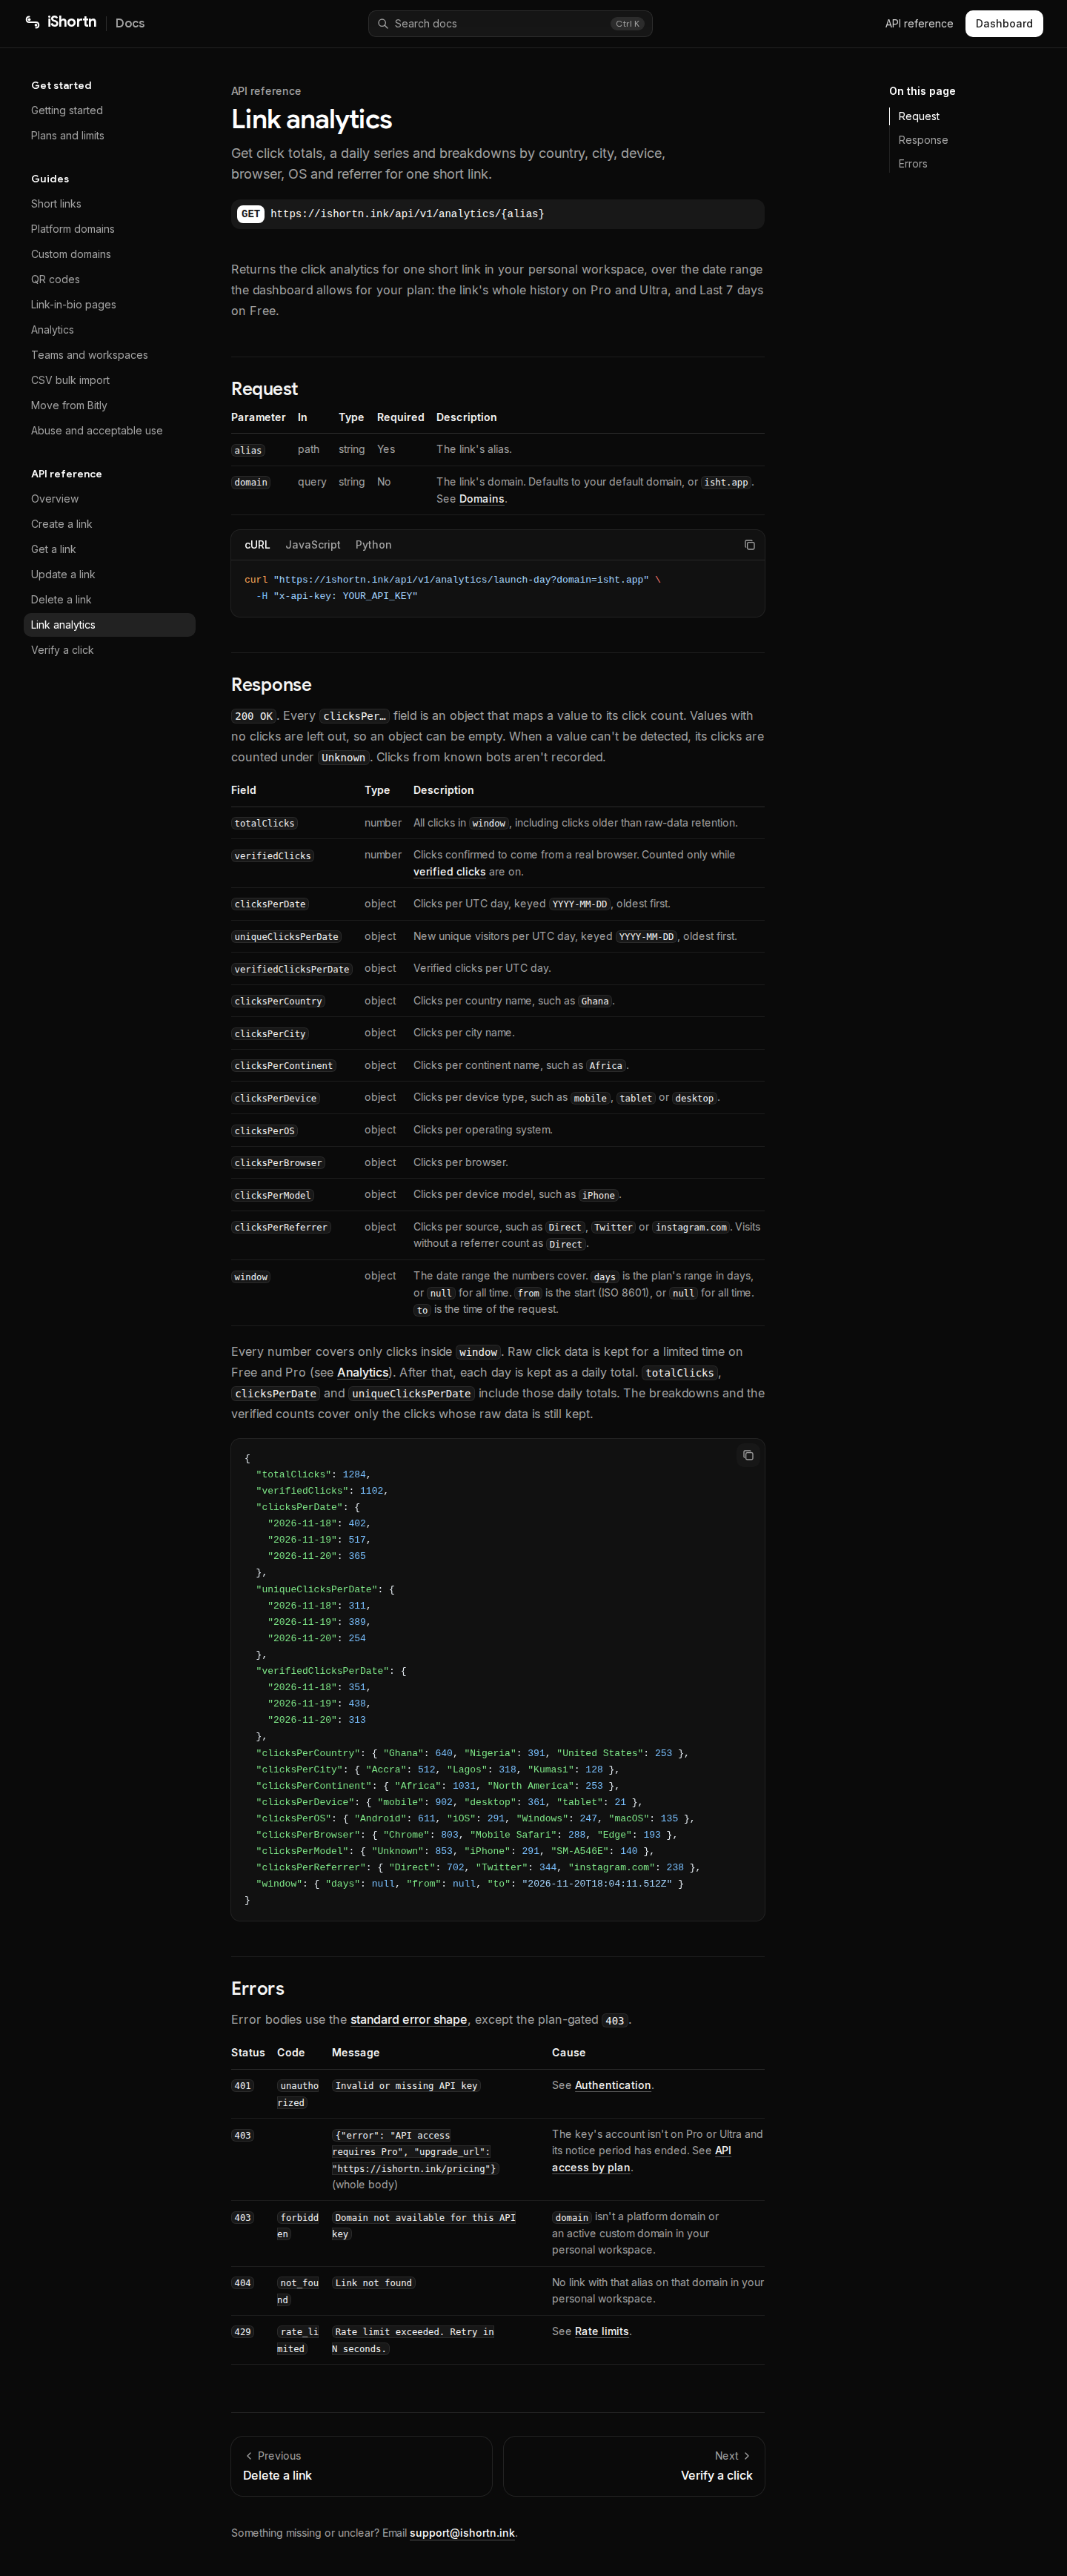 iShortn
Docs
Search docs
Ctrl K
API reference
Dashboard
Get started
Getting started
Plans and limits
Guides
Short links
Platform domains
Custom domains
QR codes
Link-in-bio pages
Analytics
Teams and workspaces
CSV bulk import
Move from Bitly
Abuse and acceptable use
API reference
Overview
Create a link
Get a link
Update a link
Delete a link
Link analytics
Verify a click
API reference
Link analytics
Get click totals, a daily series and breakdowns by country, city, device,
browser, OS and referrer for one short link.
GET https://ishortn.ink/api/v1/analytics/{alias}
Returns the click analytics for one short link in your personal workspace, over the date range
the dashboard allows for your plan: the link's whole history on Pro and Ultra, and Last 7 days
on Free.
Request
Parameter In Type Required Description
alias path string Yes The link's alias.
domain query string No The link's domain. Defaults to your default domain, or isht.app.
See Domains.
cURL JavaScript Python
curl "https://ishortn.ink/api/v1/analytics/launch-day?domain=isht.app" \
-H "x-api-key: YOUR_API_KEY"
Response
200 OK. Every clicksPer… field is an object that maps a value to its click count. Values with
no clicks are left out, so an object can be empty. When a value can't be detected, its clicks are
counted under Unknown. Clicks from known bots aren't recorded.
Field Type Description
totalClicks number All clicks in window, including clicks older than raw-data retention.
verifiedClicks number Clicks confirmed to come from a real browser. Counted only while
verified clicks are on.
clicksPerDate object Clicks per UTC day, keyed YYYY-MM-DD, oldest first.
uniqueClicksPerDate object New unique visitors per UTC day, keyed YYYY-MM-DD, oldest first.
verifiedClicksPerDate object Verified clicks per UTC day.
clicksPerCountry object Clicks per country name, such as Ghana.
clicksPerCity object Clicks per city name.
clicksPerContinent object Clicks per continent name, such as Africa.
clicksPerDevice object Clicks per device type, such as mobile, tablet or desktop.
clicksPerOS object Clicks per operating system.
clicksPerBrowser object Clicks per browser.
clicksPerModel object Clicks per device model, such as iPhone.
clicksPerReferrer object Clicks per source, such as Direct, Twitter or instagram.com. Visits
without a referrer count as Direct.
window object The date range the numbers cover. days is the plan's range in days,
or null for all time. from is the start (ISO 8601), or null for all time.
to is the time of the request.
Every number covers only clicks inside window. Raw click data is kept for a limited time on
Free and Pro (see Analytics). After that, each day is kept as a daily total. totalClicks,
clicksPerDate and uniqueClicksPerDate include those daily totals. The breakdowns and the
verified counts cover only the clicks whose raw data is still kept.
{
"totalClicks": 1284,
"verifiedClicks": 1102,
"clicksPerDate": {
"2026-11-18": 402,
"2026-11-19": 517,
"2026-11-20": 365
},
"uniqueClicksPerDate": {
"2026-11-18": 311,
"2026-11-19": 389,
"2026-11-20": 254
},
"verifiedClicksPerDate": {
"2026-11-18": 351,
"2026-11-19": 438,
"2026-11-20": 313
},
"clicksPerCountry": { "Ghana": 640, "Nigeria": 391, "United States": 253 },
"clicksPerCity": { "Accra": 512, "Lagos": 318, "Kumasi": 128 },
"clicksPerContinent": { "Africa": 1031, "North America": 253 },
"clicksPerDevice": { "mobile": 902, "desktop": 361, "tablet": 21 },
"clicksPerOS": { "Android": 611, "iOS": 291, "Windows": 247, "macOS": 135 },
"clicksPerBrowser": { "Chrome": 803, "Mobile Safari": 288, "Edge": 193 },
"clicksPerModel": { "Unknown": 853, "iPhone": 291, "SM-A546E": 140 },
"clicksPerReferrer": { "Direct": 702, "Twitter": 344, "instagram.com": 238 },
"window": { "days": null, "from": null, "to": "2026-11-20T18:04:11.512Z" }
}
Errors
Error bodies use the standard error shape, except the plan-gated 403.
Status Code Message Cause
401 unautho Invalid or missing API key See Authentication.
rized
403 {"error": "API access The key's account isn't on Pro or Ultra and
requires Pro", "upgrade_url": its notice period has ended. See API
"https://ishortn.ink/pricing"} access by plan.
(whole body)
403 forbidd Domain not available for this API domain isn't a platform domain or
en key an active custom domain in your
personal workspace.
404 not_fou Link not found No link with that alias on that domain in your
nd personal workspace.
429 rate_li Rate limit exceeded. Retry in See Rate limits.
mited N seconds.
Previous
Delete a link
Next
Verify a click
Something missing or unclear? Email support@ishortn.ink.
On this page
Request
Response
Errors